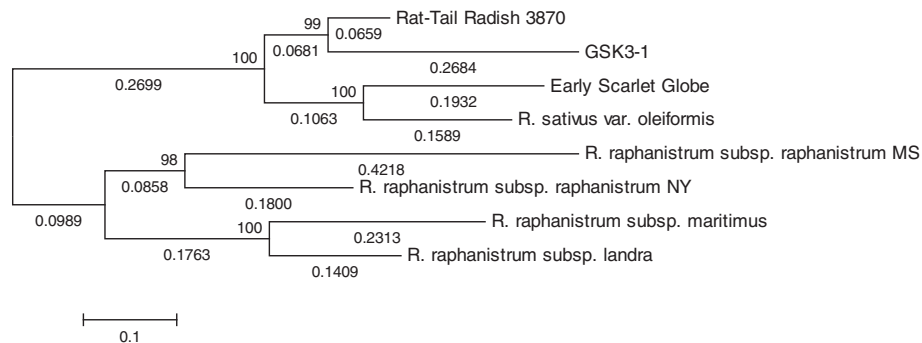 99
Rat-Tail Radish 3870
0.0659
100
0.0681
GSK3-1
0.2684
0.2699
100
Early Scarlet Globe
0.1932
0.1063
R. sativus var. oleiformis
0.1589
98
R. raphanistrum subsp. raphanistrum MS
0.4218
0.0858
R. raphanistrum subsp. raphanistrum NY
0.1800
0.0989
100
R. raphanistrum subsp. maritimus
0.2313
0.1763
R. raphanistrum subsp. landra
0.1409
0.1